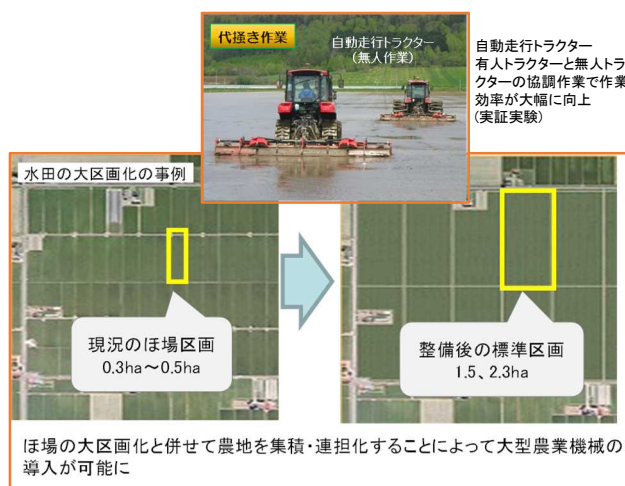 代掻き作業
自動走行トラクター
(無人作業)
自動走行トラクター
有人トラクターと無人トラ
クターの協調作業で作業
効率が大幅に向上
(実証実験)
水田の大区画化の事例
現況のほ場区画
0.3ha～0.5ha
整備後の標準区画
1.5、2.3ha
ほ場の大区画化と併せて農地を集積・連担化することによって大型農業機械の
導入が可能に